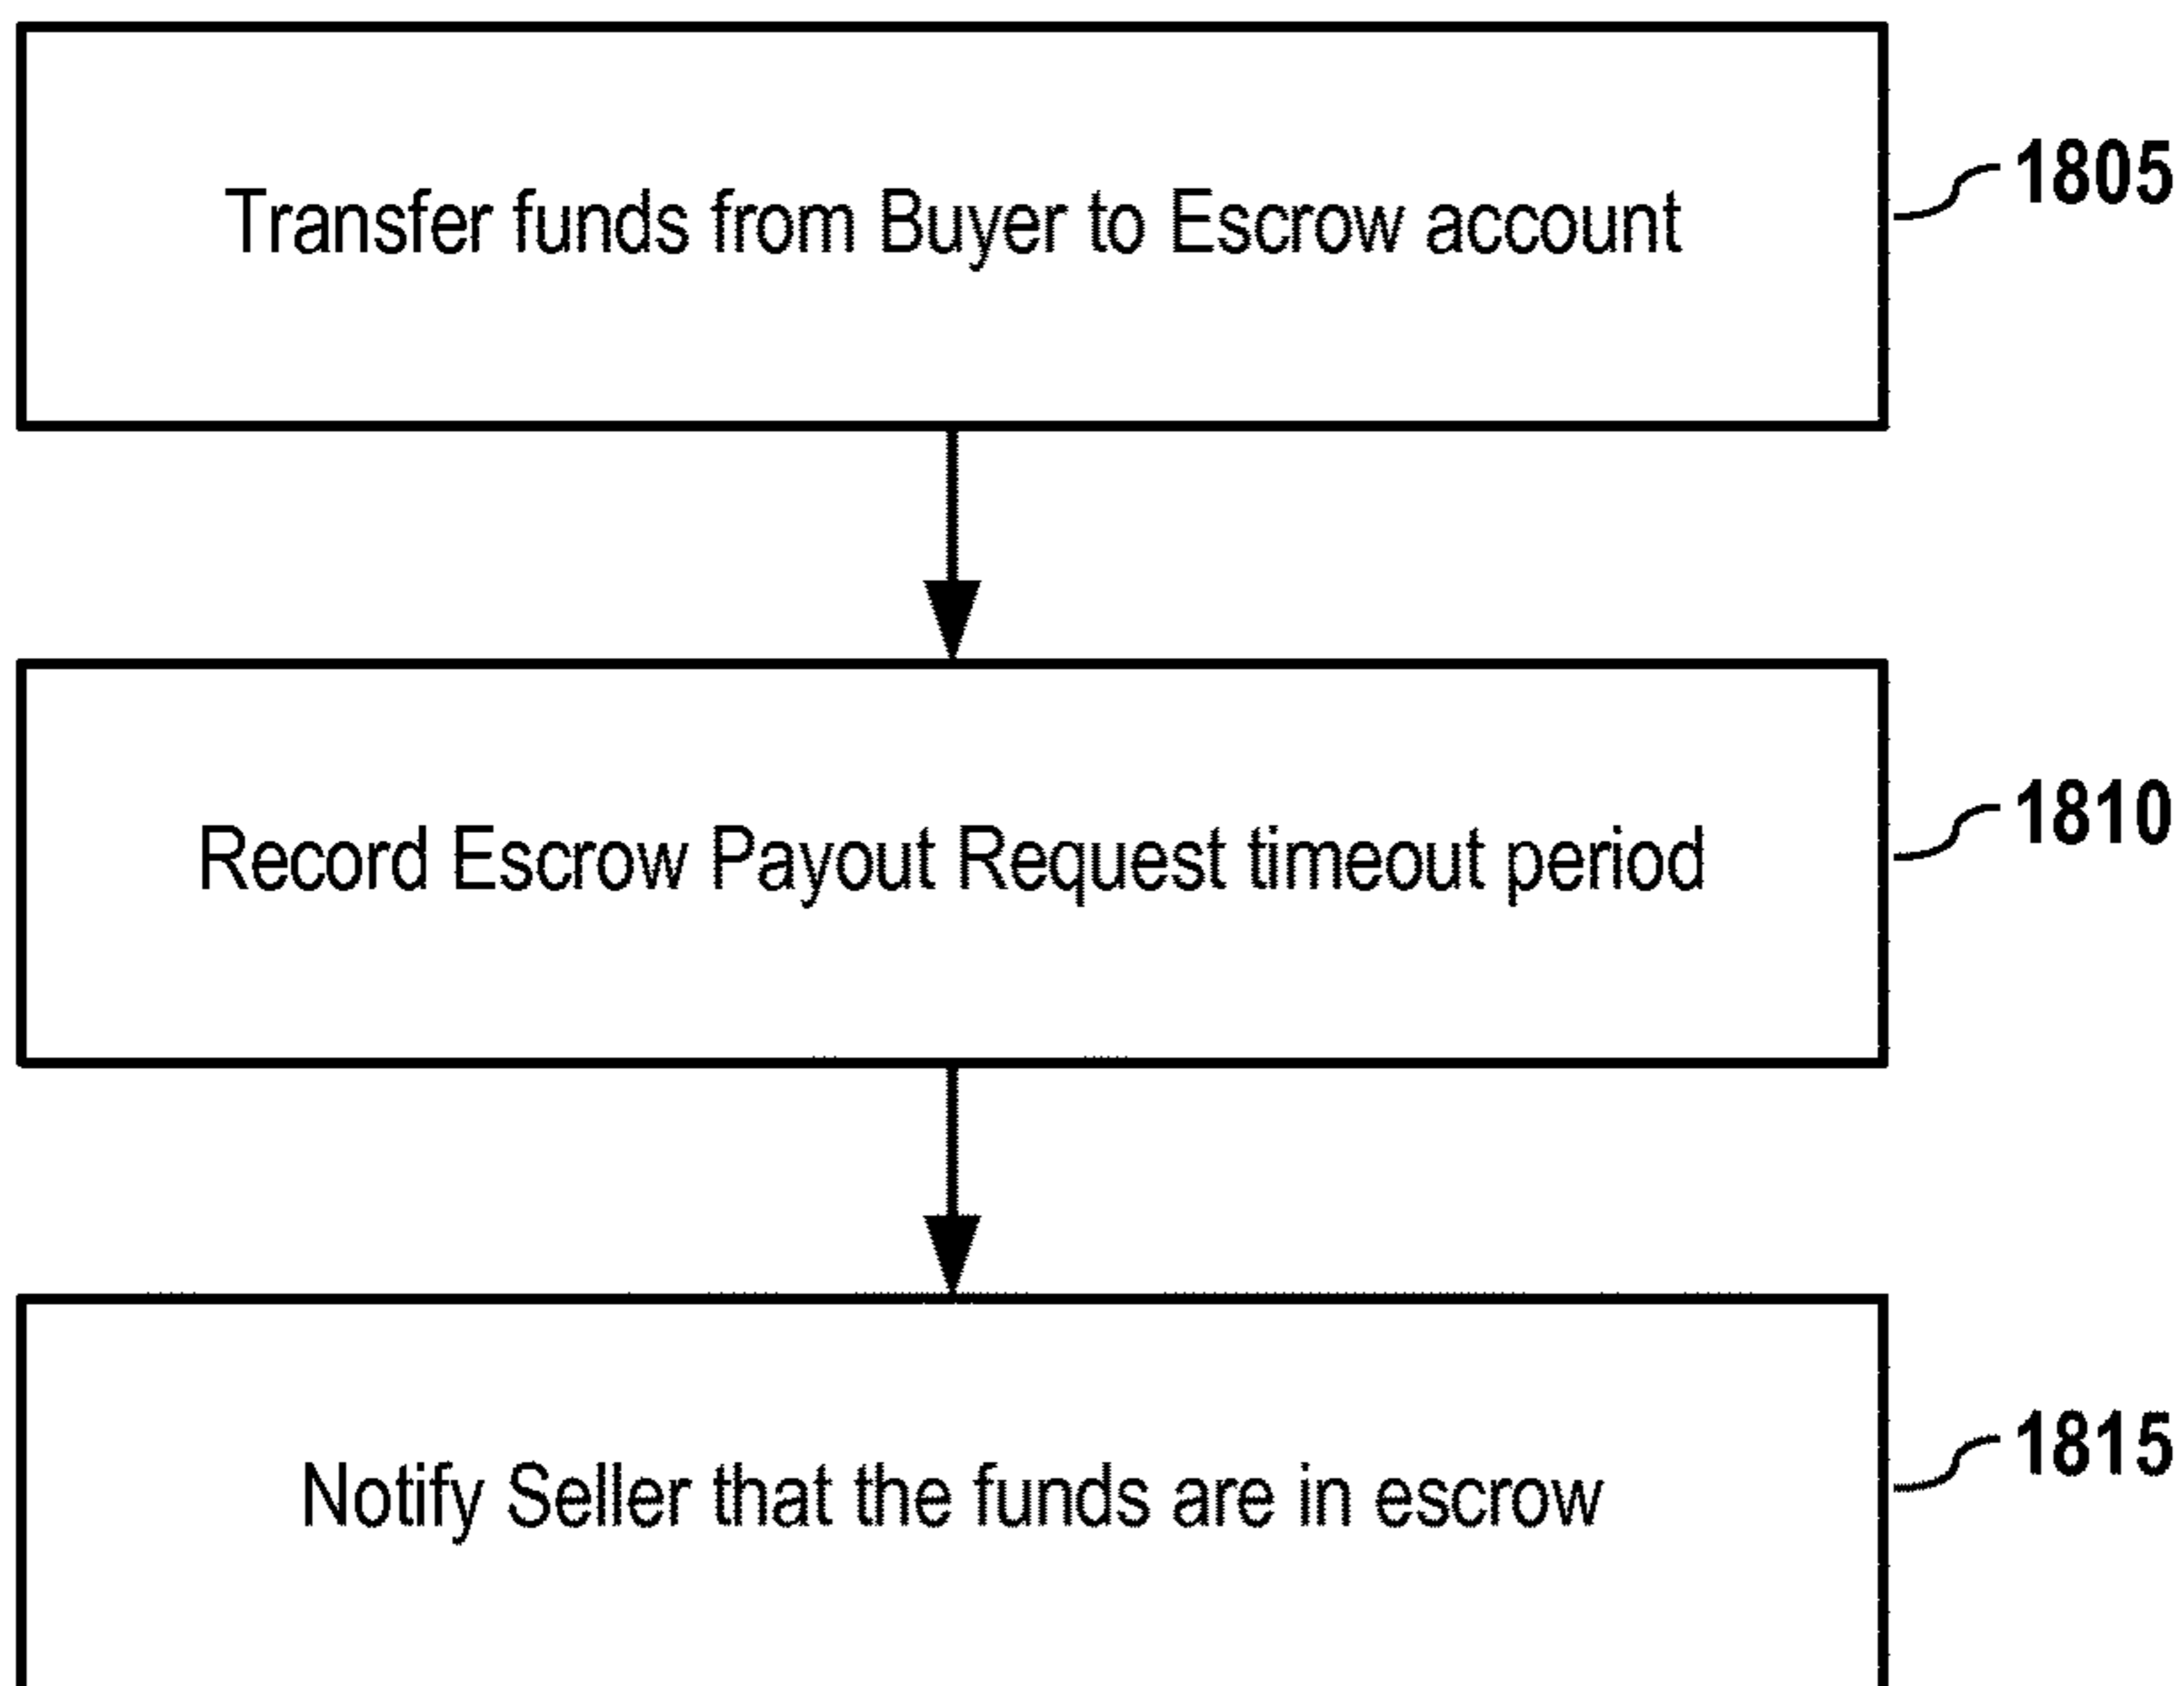 Transfer funds from Buyer to Escrow account
1805
Record Escrow Payout Request timeout period
1810
Notify Seller that the funds are in escrow
1815